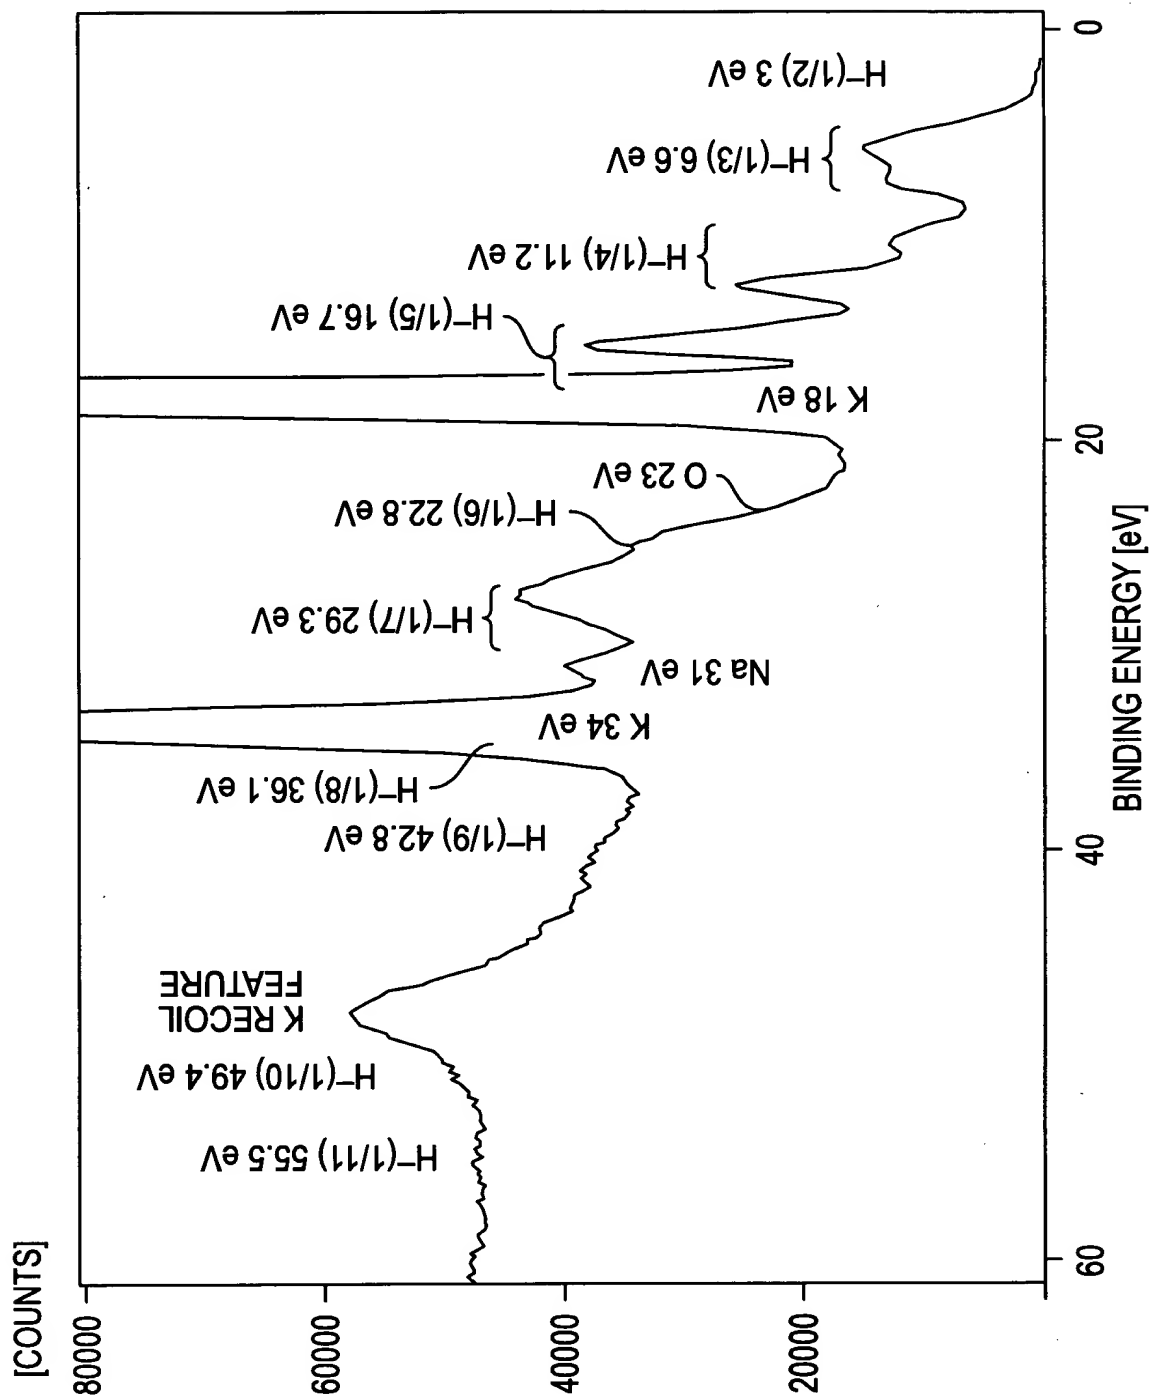 [COUNTS]
80000
60000
40000
20000
60
40
20
0
BINDING ENERGY [eV]
H⁻(1/11) 55.5 eV
H⁻(1/10) 49.4 eV
K RECOIL
FEATURE
H⁻(1/9) 42.8 eV
H⁻(1/8) 36.1 eV
K 34 eV
Na 31 eV
H⁻(1/7) 29.3 eV
H⁻(1/6) 22.8 eV
O 23 eV
K 18 eV
H⁻(1/5) 16.7 eV
H⁻(1/4) 11.2 eV
H⁻(1/3) 6.6 eV
H⁻(1/2) 3 eV